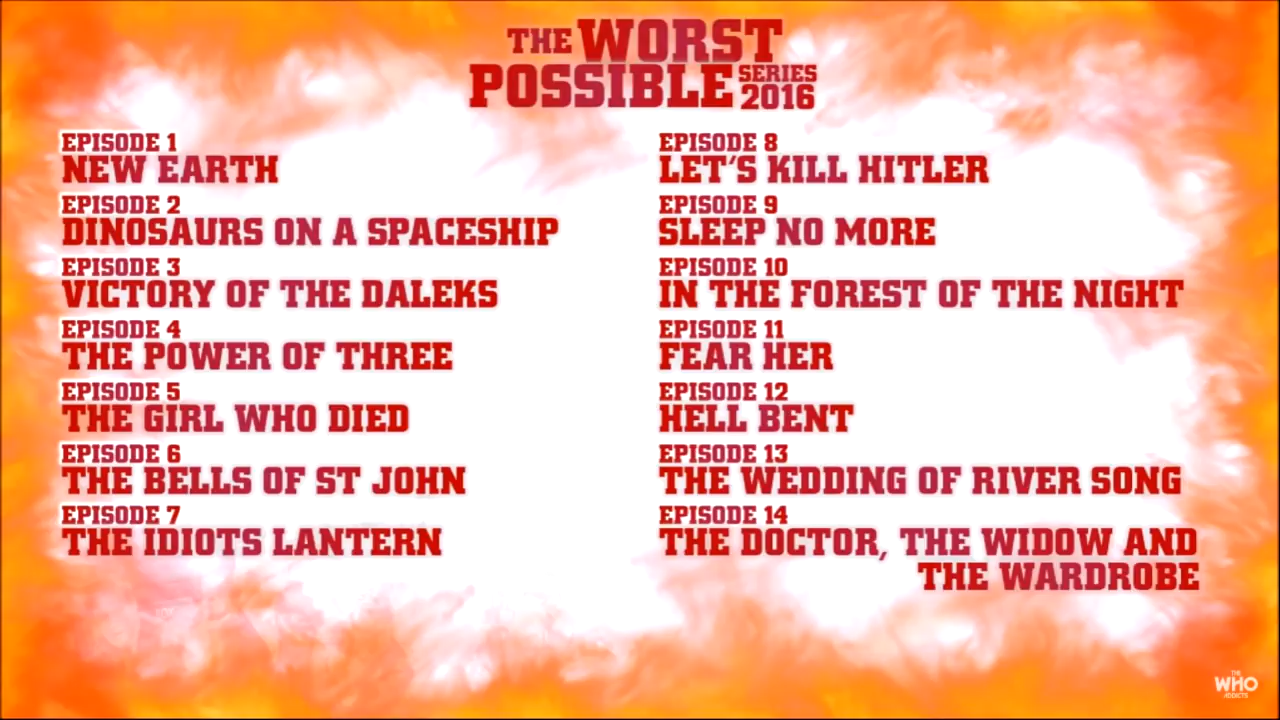 THE WORST
POSSIBLE SERIES 2016
EPISODE 1
NEW EARTH
EPISODE 2
DINOSAURS ON A SPACESHIP
EPISODE 3
VICTORY OF THE DALEKS
EPISODE 4
THE POWER OF THREE
EPISODE 5
THE GIRL WHO DIED
EPISODE 6
THE BELLS OF ST JOHN
EPISODE 7
THE IDIOTS LANTERN
EPISODE 8
LET'S KILL HITLER
EPISODE 9
SLEEP NO MORE
EPISODE 10
IN THE FOREST OF THE NIGHT
EPISODE 11
FEAR HER
EPISODE 12
HELL BENT
EPISODE 13
THE WEDDING OF RIVER SONG
EPISODE 14
THE DOCTOR, THE WIDOW AND
THE WARDROBE
THE
WHO
ADDICTS